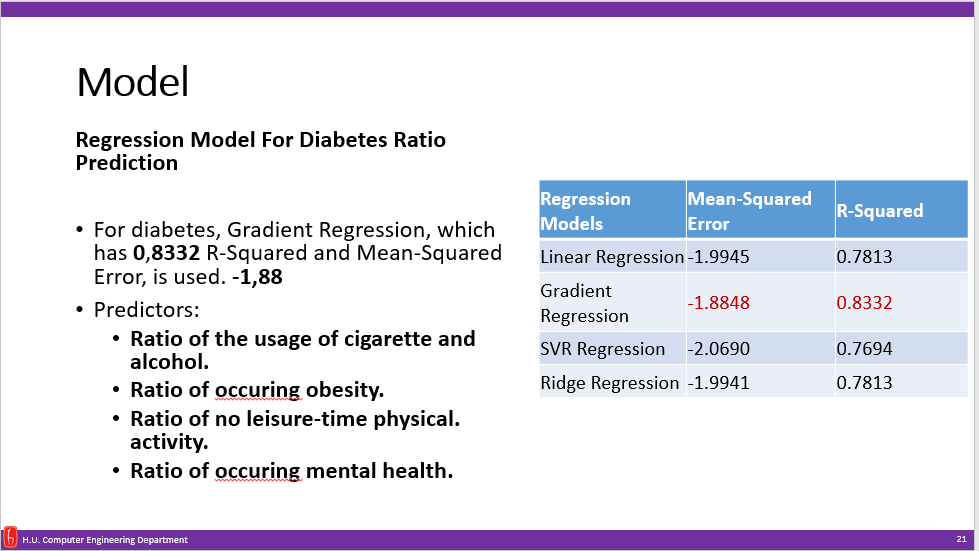 Model
Regression Model For Diabetes Ratio
Prediction
• For diabetes, Gradient Regression, which
has 0,8332 R-Squared and Mean-Squared
Error, is used. -1,88
• Predictors:
• Ratio of the usage of cigarette and
alcohol.
• Ratio of occuring obesity.
• Ratio of no leisure-time physical.
activity.
• Ratio of occuring mental health.
Regression
Models
Mean-Squared
Error
R-Squared
Linear Regression -1.9945 0.7813
Gradient
Regression
-1.8848 0.8332
SVR Regression -2.0690 0.7694
Ridge Regression -1.9941 0.7813
H.U. Computer Engineering Department
21